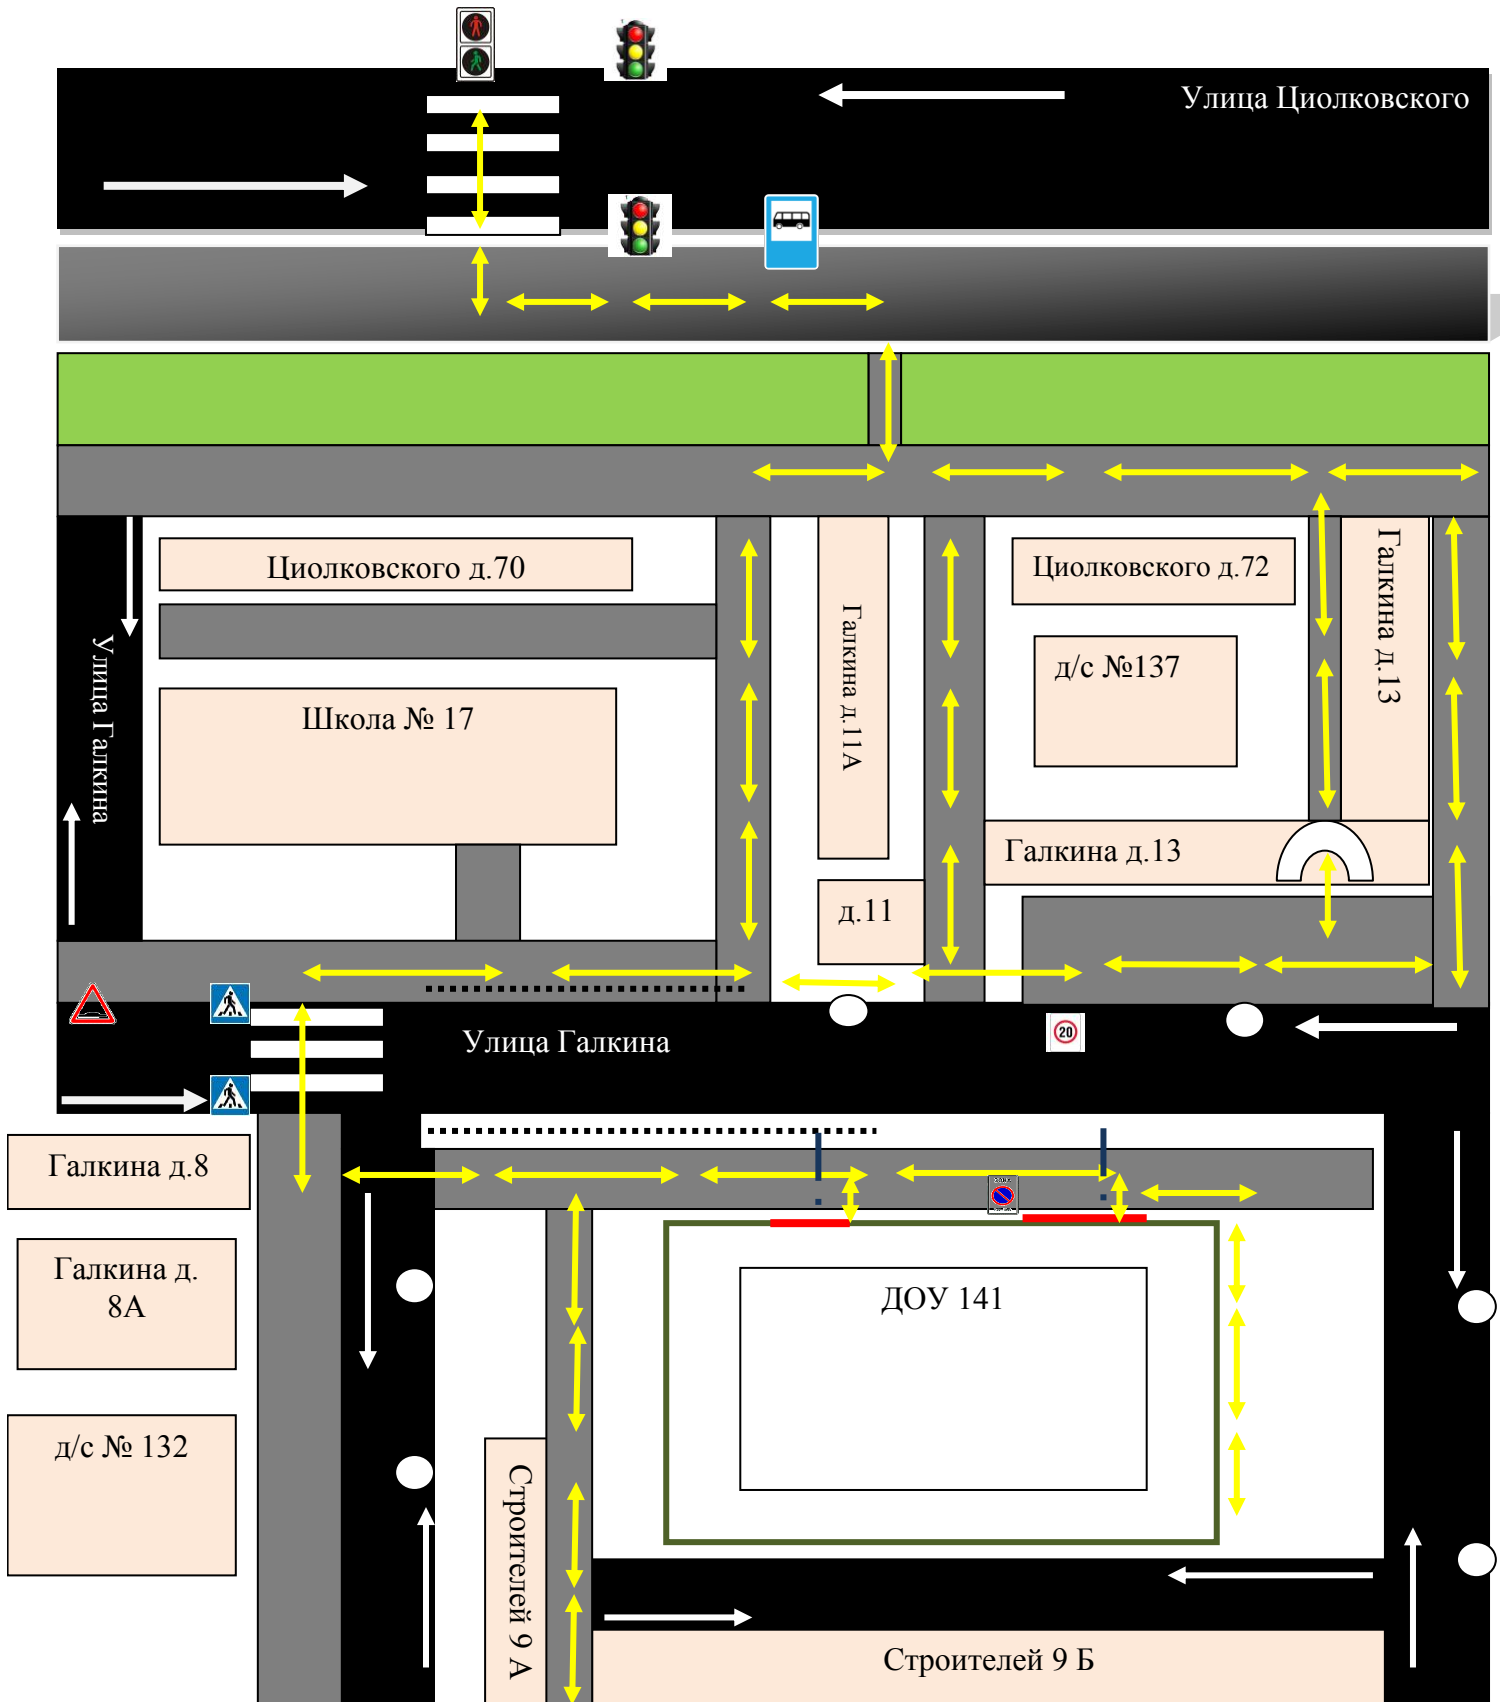 Улица Циолковского
Циолковского д.70
Циолковского д.72
Галкина д.13
Галкина д.11А
д/с №137
Улица Галкина
Школа № 17
Галкина д.13
д.11
Улица Галкина
20
Галкина д.8
Галкина д.
8А
ДОУ 141
д/с № 132
Строителей 9 А
Строителей 9 Б